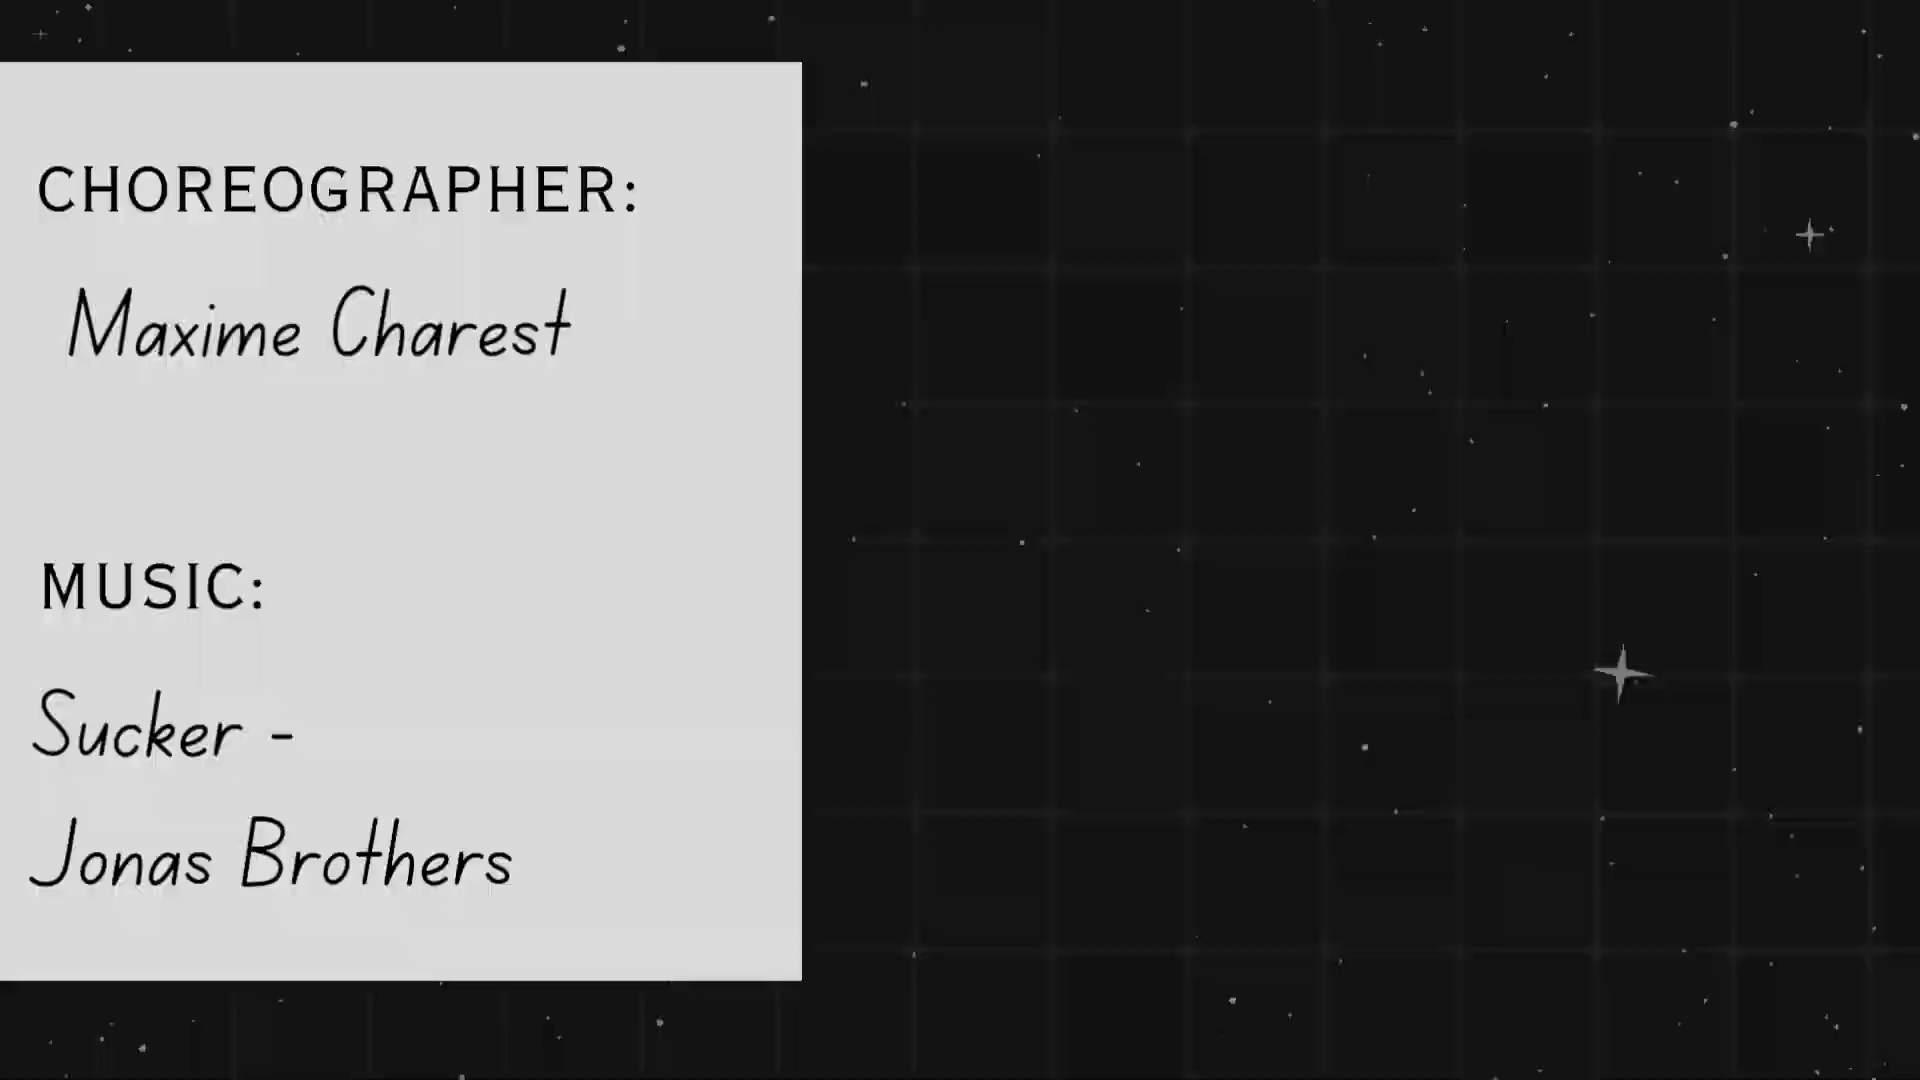 CHOREOGRAPHER:
Maxime Charest
MUSIC:
Sucker -
Jonas Brothers